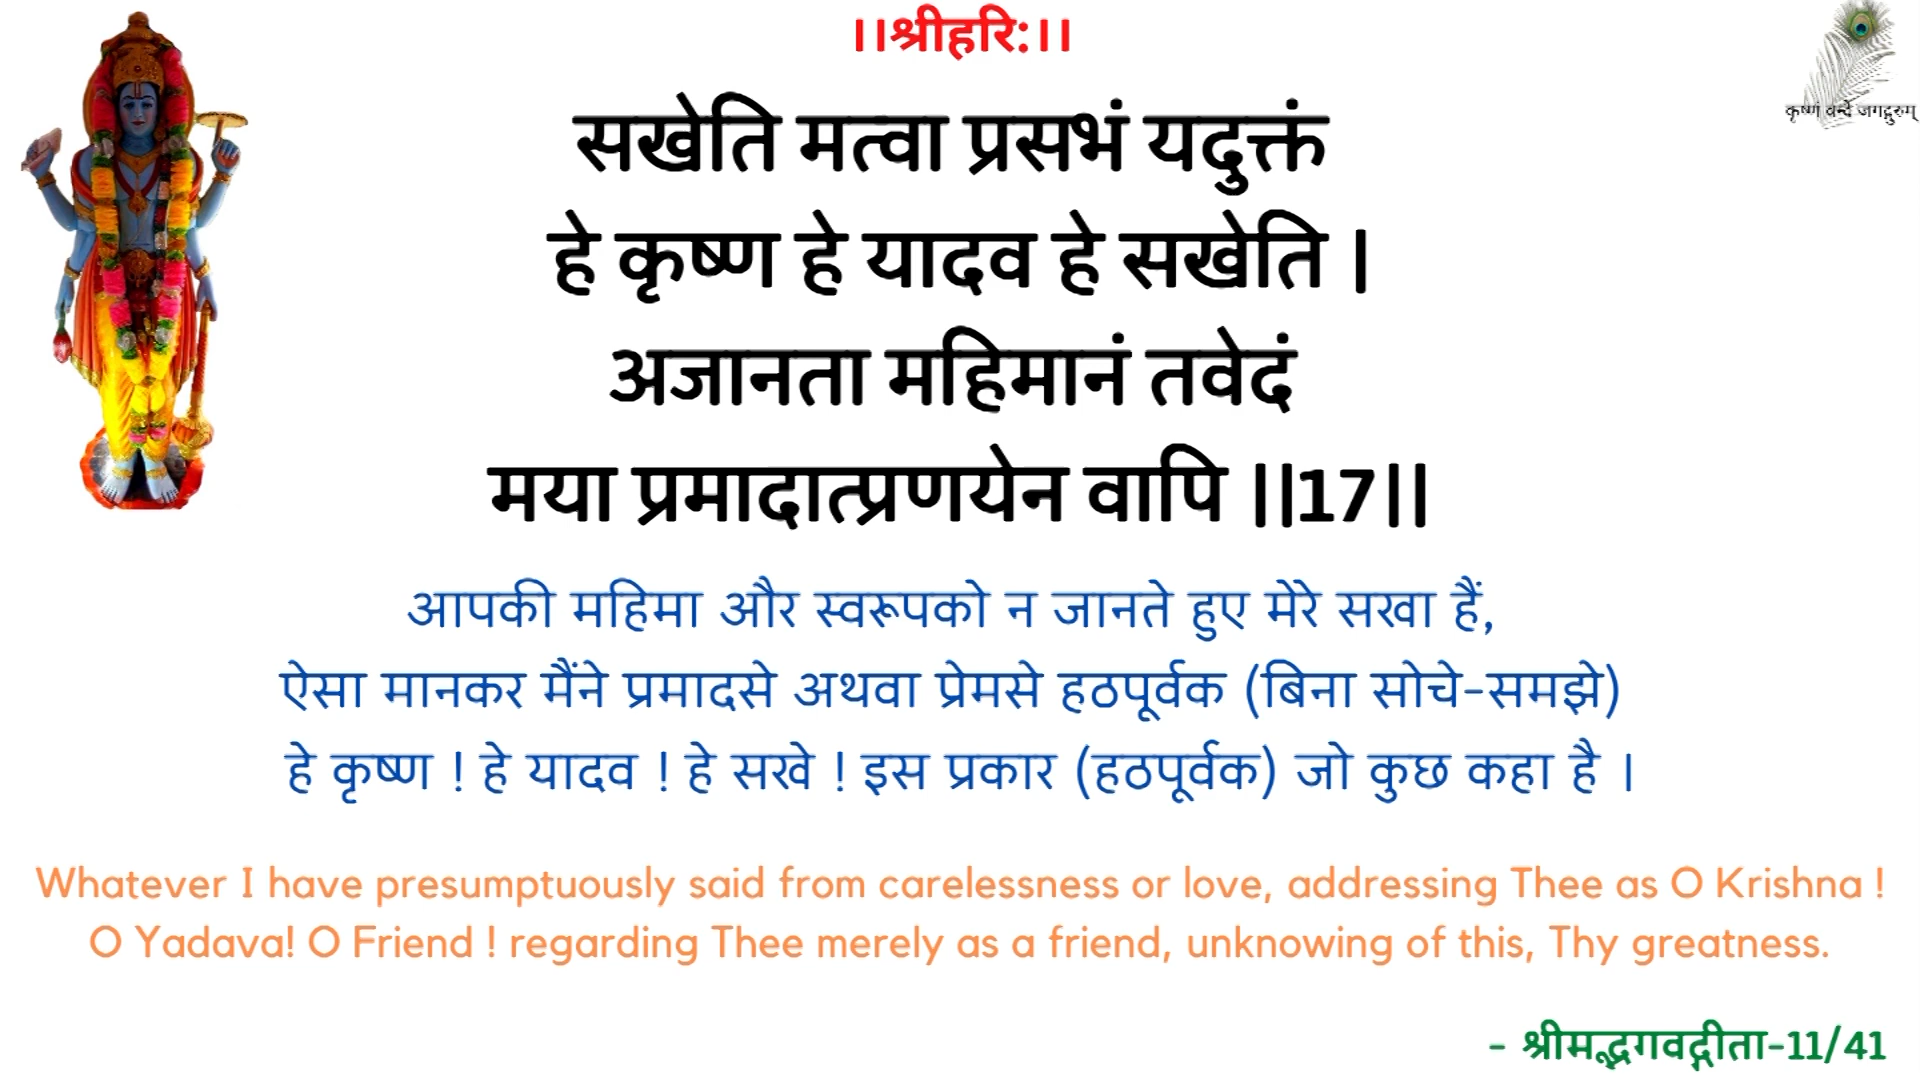 ।।श्रीहरि:।।
कृष्णं वन्दे जगद्गुरुम्
सखेति मत्वा प्रसभं यदुक्तं
हे कृष्ण हे यादव हे सखेति |
अजानता महिमानं तवेदं
मया प्रमादात्प्रणयेन वापि ||17||
आपकी महिमा और स्वरूपको न जानते हुए मेरे सखा हैं,
ऐसा मानकर मैंने प्रमादसे अथवा प्रेमसे हठपूर्वक (बिना सोचे-समझे)
हे कृष्ण ! हे यादव ! हे सखे ! इस प्रकार (हठपूर्वक) जो कुछ कहा है ।
Whatever I have presumptuously said from carelessness or love, addressing Thee as O Krishna !
O Yadava! O Friend ! regarding Thee merely as a friend, unknowing of this, Thy greatness.
- श्रीमद्भगवद्गीता-11/41